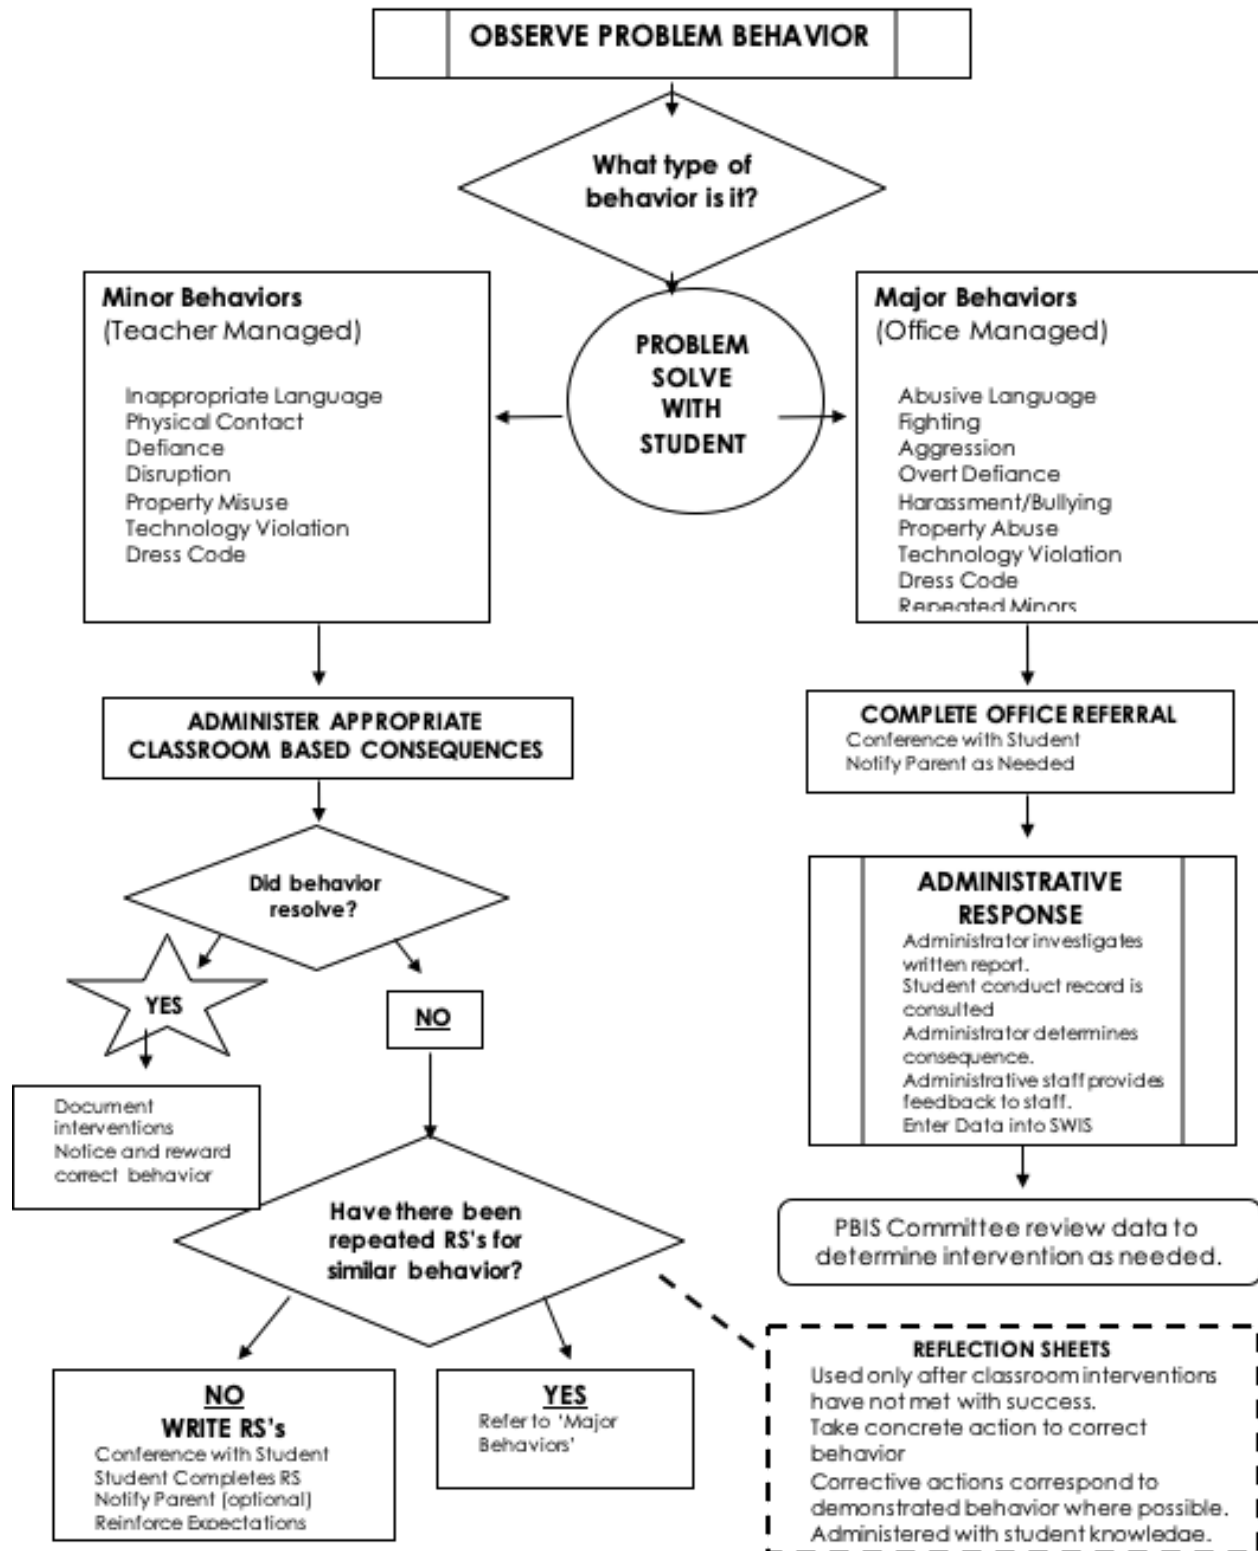 OBSERVE PROBLEM BEHAVIOR
What type of
behavior is it?
Minor Behaviors
(Teacher Managed)
Inappropriate Language
Physical Contact
Defiance
Disruption
Property Misuse
Technology Violation
Dress Code
PROBLEM
SOLVE
WITH
STUDENT
Major Behaviors
(Office Managed)
Abusive Language
Fighting
Aggression
Overt Defiance
Harassment/Bullying
Property Abuse
Technology Violation
Dress Code
Repeated Minors
ADMINISTER APPROPRIATE
CLASSROOM BASED CONSEQUENCES
COMPLETE OFFICE REFERRAL
Conference with Student
Notify Parent as Needed
Did behavior
resolve?
YES
NO
Document
interventions
Notice and reward
correct behavior
ADMINISTRATIVE
RESPONSE
Administrator investigates
written report.
Student conduct record is
consulted
Administrator determines
consequence.
Administrative staff provides
feedback to staff.
Enter Data into SWIS
Have there been
repeated RS's for
similar behavior?
PBIS Committee review data to
determine intervention as needed.
NO
WRITE RS's
Conference with Student
Student Completes RS
Notify Parent (optional)
Reinforce Expectations
YES
Refer to 'Major
Behaviors'
REFLECTION SHEETS
Used only after classroom interventions
have not met with success.
Take concrete action to correct
behavior
Corrective actions correspond to
demonstrated behavior where possible.
Administered with student knowledge.